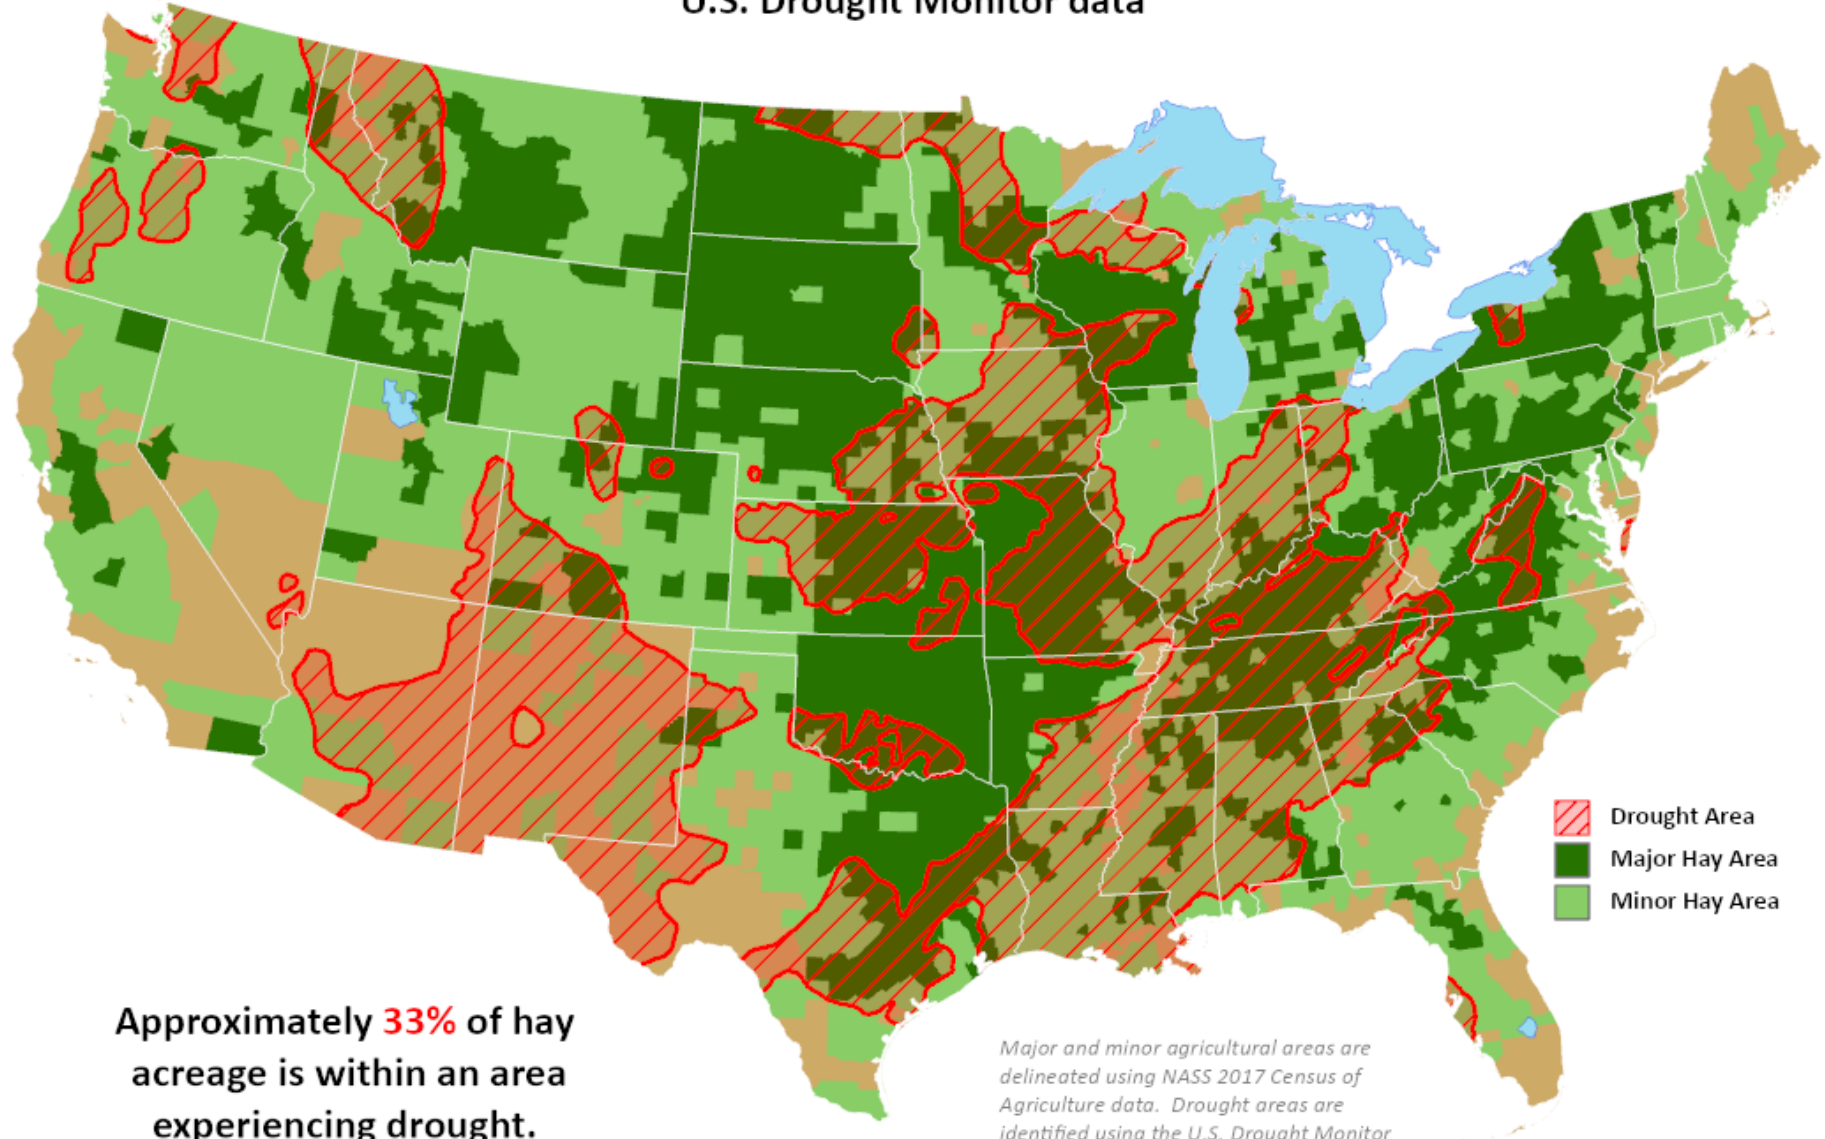 U.S. Drought Monitor data
Drought Area
Major Hay Area
Minor Hay Area
Approximately 33% of hay
acreage is within an area
experiencing drought.
Major and minor agricultural areas are
delineated using NASS 2017 Census of
Agriculture data.  Drought areas are
identified using the U.S. Drought Monitor